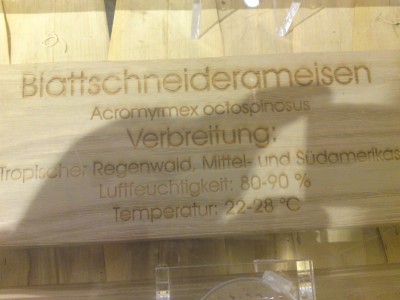 Blattschneiderameisen
Acromyrmex octospinosus
Verbreitung:
Tropischer Regenwald, Mittel- und Südamerikas
Luftfeuchtigkeit: 80-90 %
Temperatur: 22-28 °C